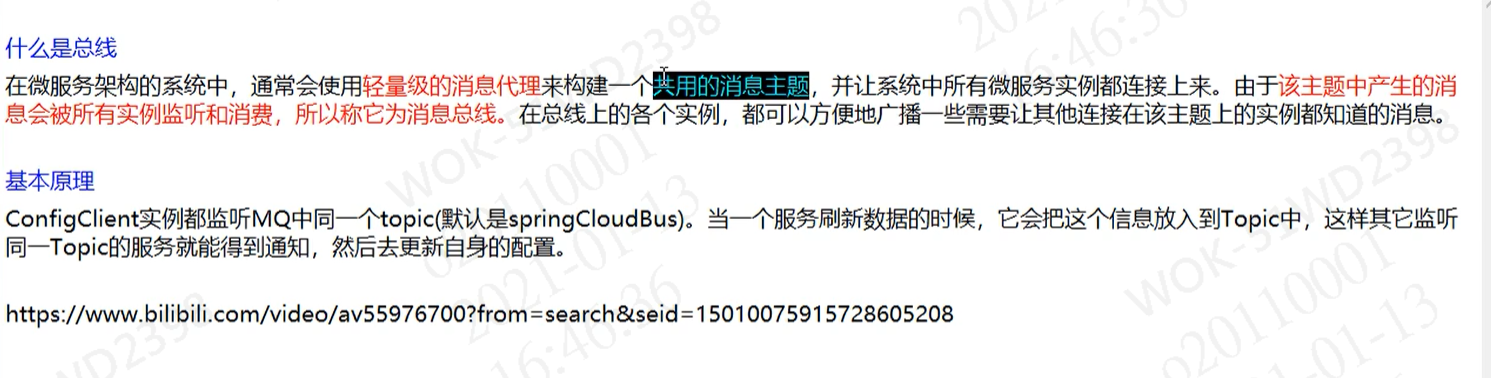 什么是总线
在微服务架构的系统中，通常会使用轻量级的消息代理来构建一个共用的消息主题，并让系统中所有微服务实例都连接上来。由于该主题中产生的消
息会被所有实例监听和消费，所以称它为消息总线。在总线上的各个实例，都可以方便地广播一些需要让其他连接在该主题上的实例都知道的消息。
基本原理
ConfigClient实例都监听MQ中同一个topic(默认是springCloudBus)。当一个服务刷新数据的时候，它会把这个信息放入到Topic中，这样其它监听
同一Topic的服务就能得到通知，然后去更新自身的配置。
https://www.bilibili.com/video/av55976700?from=search&seid=15010075915728605208